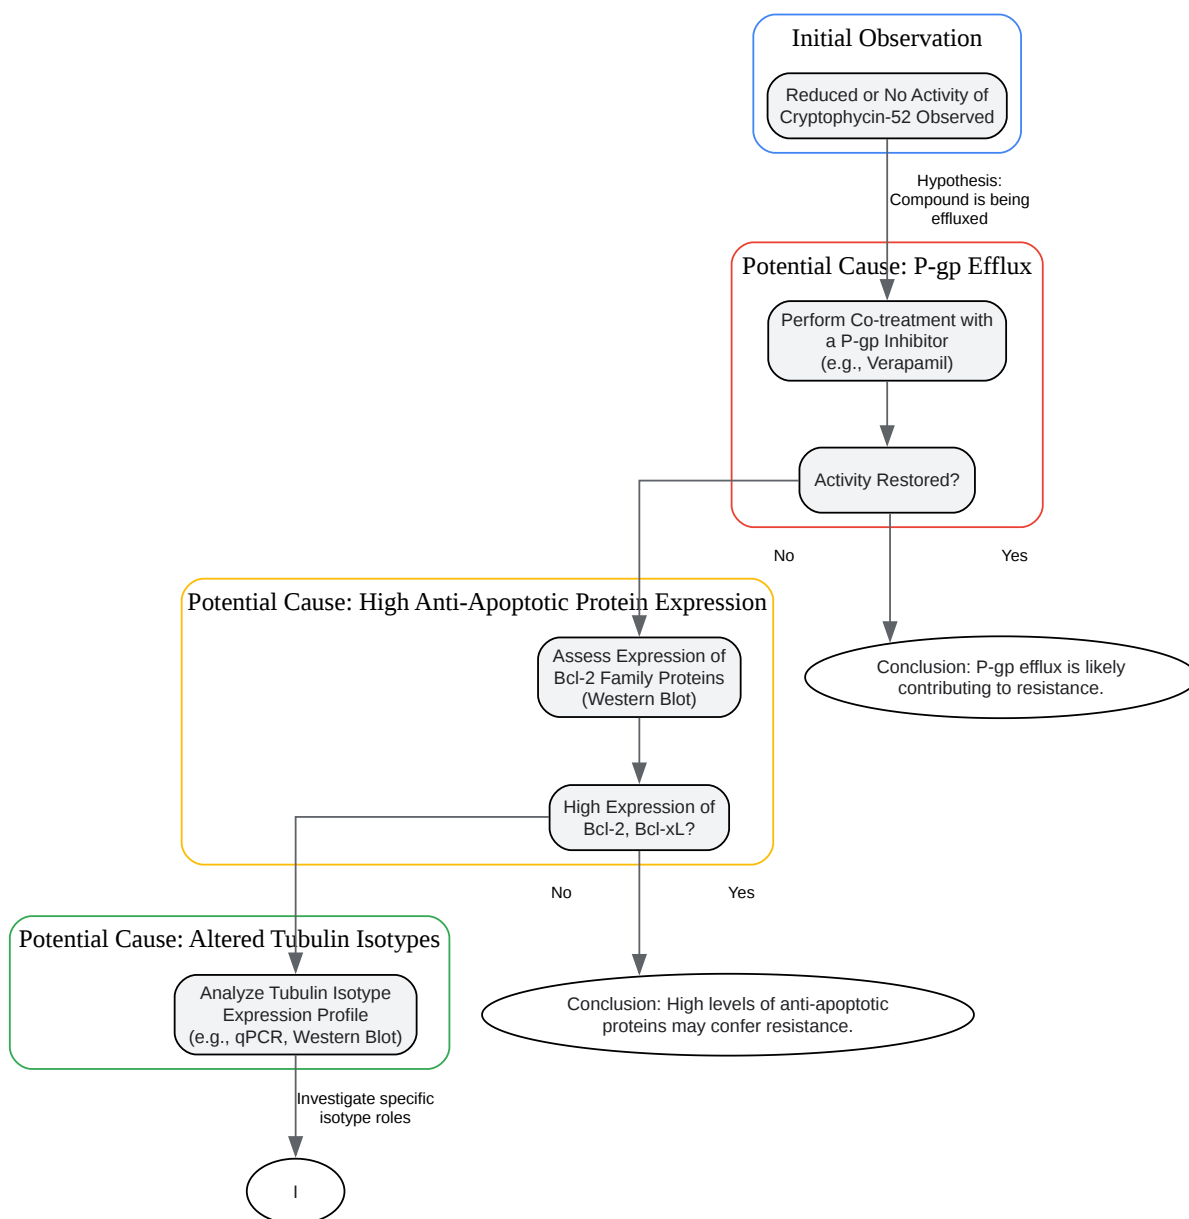 Initial Observation
Reduced or No Activity of
Cryptophycin-52 Observed
Hypothesis:
Compound is being
effluxed
Potential Cause: P-gp Efflux
Perform Co-treatment with
a P-gp Inhibitor
(e.g., Verapamil)
Activity Restored?
No
Yes
Potential Cause: High Anti-Apoptotic Protein Expression
Assess Expression of
Bcl-2 Family Proteins
(Western Blot)
Conclusion: P-gp efflux is likely
contributing to resistance.
High Expression of
Bcl-2, Bcl-xL?
No
Yes
Potential Cause: Altered Tubulin Isotypes
Analyze Tubulin Isotype
Expression Profile
(e.g., qPCR, Western Blot)
Conclusion: High levels of anti-apoptotic
proteins may confer resistance.
Investigate specific
isotype roles
I